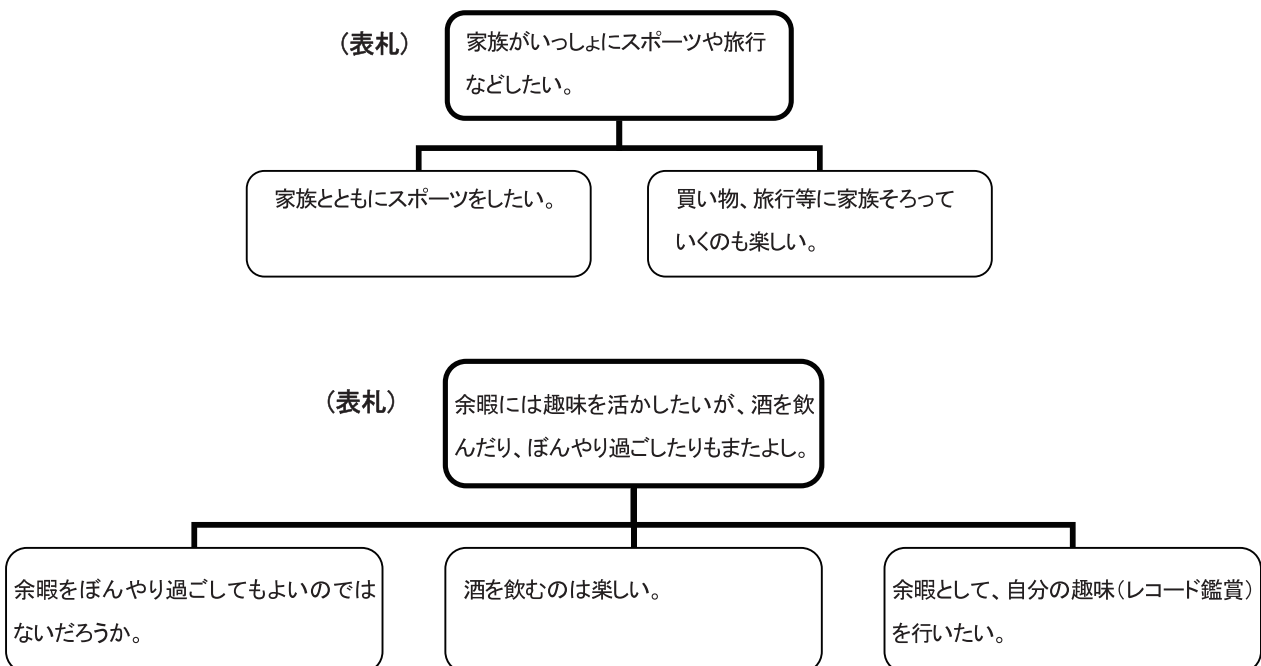 (表札)
家族がいっしょにスポーツや旅行
などしたい。
家族とともにスポーツをしたい。
買い物、旅行等に家族そろって
いくのも楽しい。
(表札)
余暇には趣味を活かしたいが、酒を飲
んだり、ぼんやり過ごしたりもまたよし。
余暇をぼんやり過ごしてもよいのでは
ないだろうか。
酒を飲むのは楽しい。
余暇として、自分の趣味(レコード鑑賞)
を行いたい。